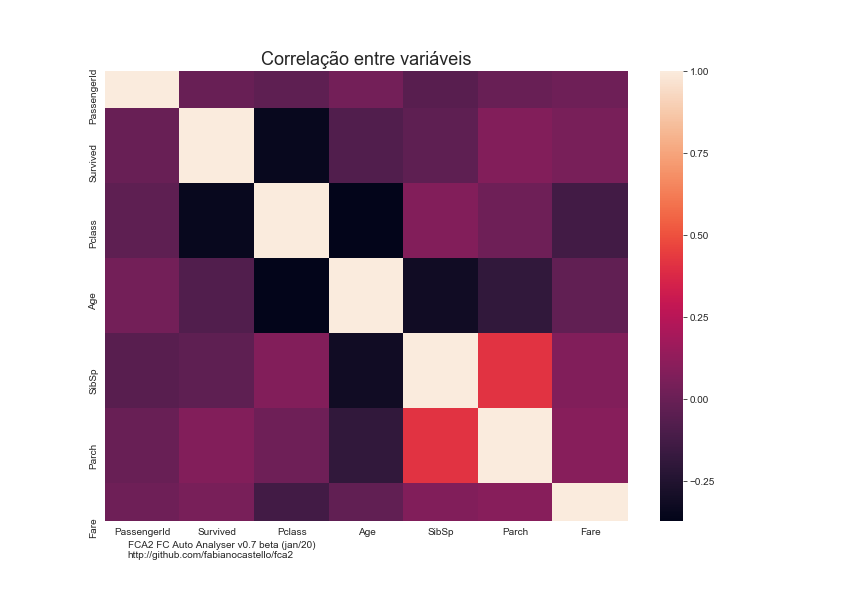 Correlação entre variáveis
PassengerId
Survived
Pclass
Age
SibSp
Parch
Fare
PassengerId Survived Pclass Age SibSp Parch Fare
1.00
0.75
0.50
0.25
0.00
−0.25
FCA2 FC Auto Analyser v0.7 beta (jan/20)
http://github.com/fabianocastello/fca2